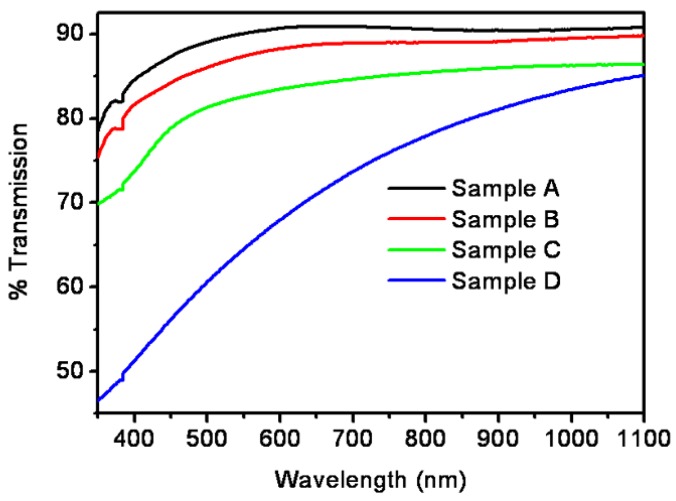 90
80
70
60
50
% Transmission
Sample A
Sample B
Sample C
Sample D
400 500 600 700 800 900 1000 1100
Wavelength (nm)